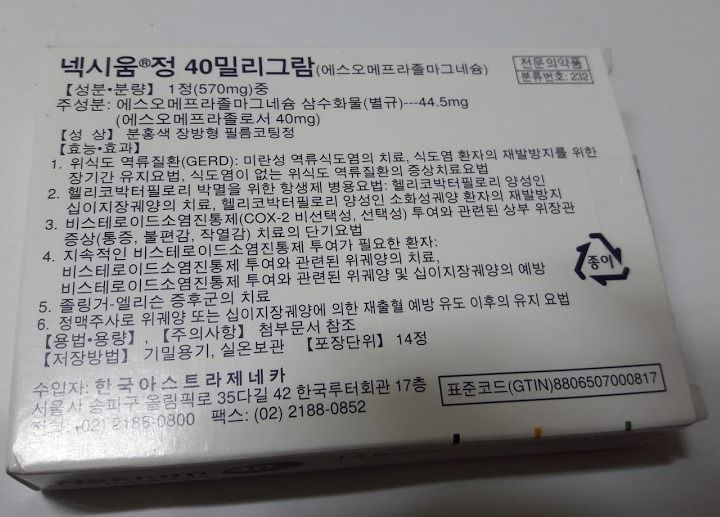 넥시움®정 40밀리그람(에스오메프라졸마그네슘)
전문의약품
분류번호: 232
【성분•분량】 1정(570mg)중
주성분: 에스오메프라졸마그네슘 삼수화물(별규)---44.5mg
(에스오메프라졸로서 40mg)
【성 상】 분홍색 장방형 필름코팅정
【효능•효과】
1. 위식도 역류질환(GERD): 미란성 역류식도염의 치료, 식도염 환자의 재발방지를 위한
장기간 유지요법, 식도염이 없는 위식도 역류질환의 증상치료요법
2. 헬리코박터필로리 박멸을 위한 항생제 병용요법: 헬리코박터필로리 양성인
십이지장궤양의 치료, 헬리코박터필로리 양성인 소화성궤양 환자의 재발방지
3. 비스테로이드소염진통제(COX-2 비선택성, 선택성) 투여와 관련된 상부 위장관
증상(통증, 불편감, 작열감) 치료의 단기요법
4. 지속적인 비스테로이드소염진통제 투여가 필요한 환자:
비스테로이드소염진통제 투여와 관련된 위궤양의 치료,
비스테로이드소염진통제 투여와 관련된 위궤양 및 십이지장궤양의 예방
5. 졸링거-엘리슨 증후군의 치료
6. 정맥주사로 위궤양 또는 십이지장궤양에 의한 재출혈 예방 유도 이후의 유지 요법
【용법•용량】, 【주의사항】 첨부문서 참조
【저장방법】 기밀용기, 실온보관 【포장단위】 14정
종이
수입자: 한국아스트라제네카
서울시 송파구 올림픽로 35다길 42 한국루터회관 17층
전화: (02) 2188-0800 팩스: (02) 2188-0852
표준코드(GTIN)8806507000817